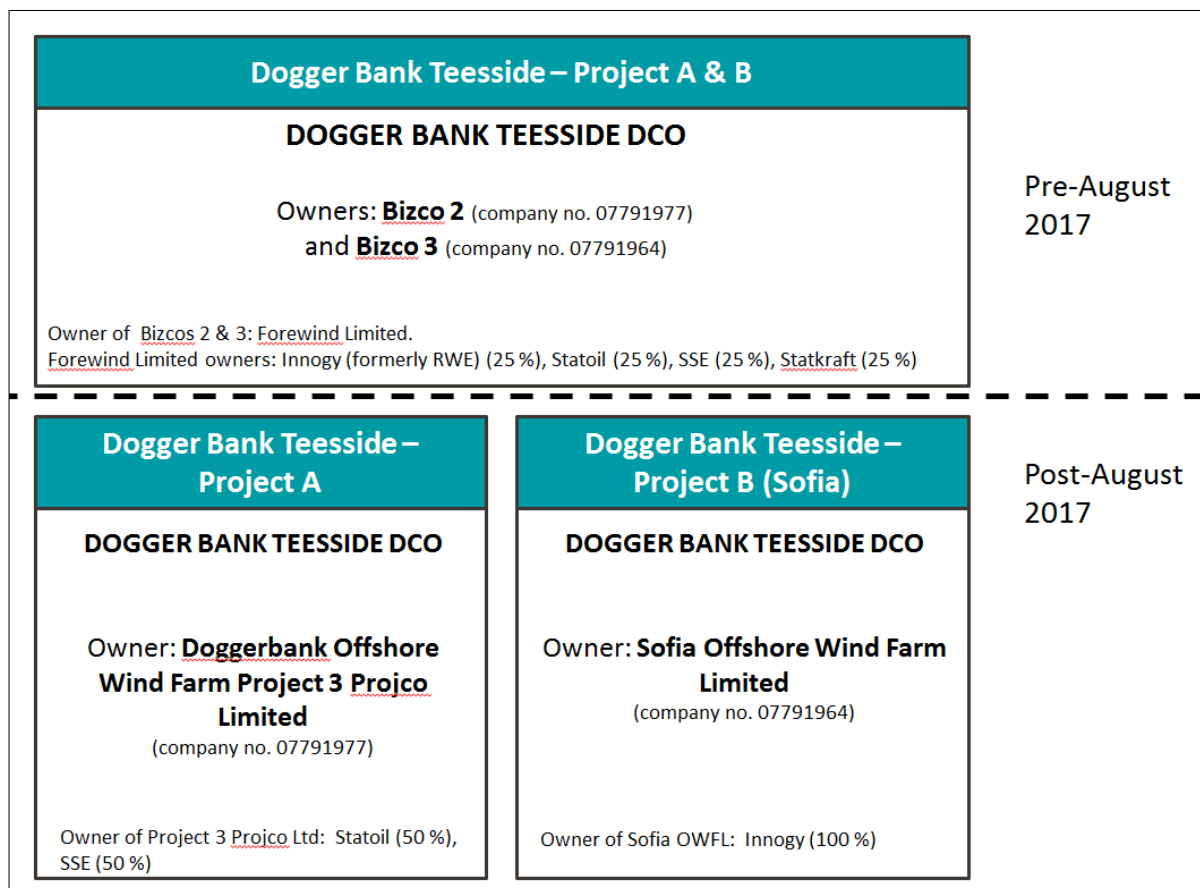 Dogger Bank Teesside – Project A & B
DOGGER BANK TEESSIDE DCO
Owners: Bizco 2 (company no. 07791977)
and Bizco 3 (company no. 07791964)
Owner of Bizcos 2 & 3: Forewind Limited.
Forewind Limited owners: Innogy (formerly RWE) (25 %), Statoil (25 %), SSE (25 %), Statkraft (25 %)
Pre-August
2017
Dogger Bank Teesside –
Project A
DOGGER BANK TEESSIDE DCO
Owner: Doggerbank Offshore
Wind Farm Project 3 Projco
Limited
(company no. 07791977)
Owner of Project 3 Projco Ltd: Statoil (50 %),
SSE (50 %)
Dogger Bank Teesside –
Project B (Sofia)
DOGGER BANK TEESSIDE DCO
Owner: Sofia Offshore Wind Farm
Limited
(company no. 07791964)
Owner of Sofia OWFL: Innogy (100 %)
Post-August
2017